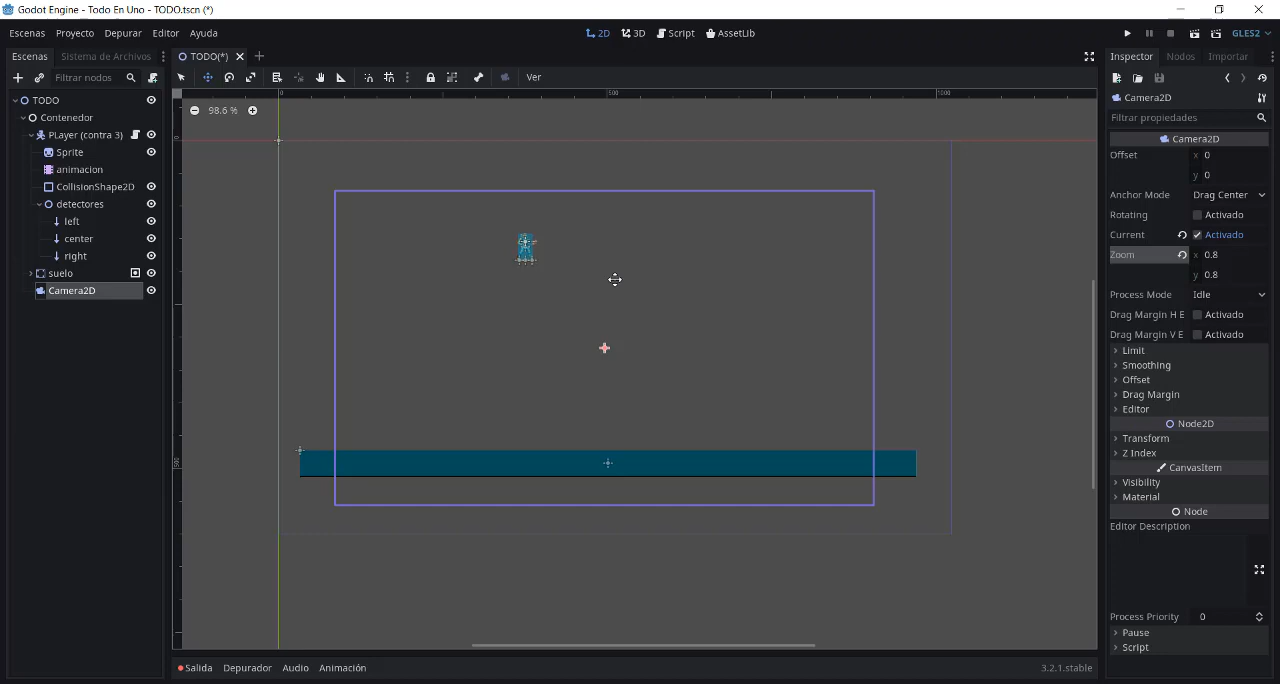 Godot Engine - Todo En Uno - TODO.tscn (*)
Escenas Proyecto Depurar Editor Ayuda
2D 3D Script AssetLib
GLES2
Escenas Sistema de Archivos
TODO(*)
Inspector Nodos Importar
Filtrar nodos
Ver
98.6 %
0 500 1000
0
500
TODO
Contenedor
PLayer (contra 3)
Sprite
animacion
CollisionShape2D
detectores
left
center
right
suelo
Camera2D
Camera2D
Filtrar propiedades
Camera2D
Offset x 0
y 0
Anchor Mode Drag Center
Rotating Activado
Current Activado
Zoom x 0.8
y 0.8
Process Mode Idle
Drag Margin H E Activado
Drag Margin V E Activado
Limit
Smoothing
Offset
Drag Margin
Editor
Node2D
Transform
Z Index
CanvasItem
Visibility
Material
Node
Editor Description
Process Priority 0
Pause
Script
Salida Depurador Audio Animación
3.2.1.stable